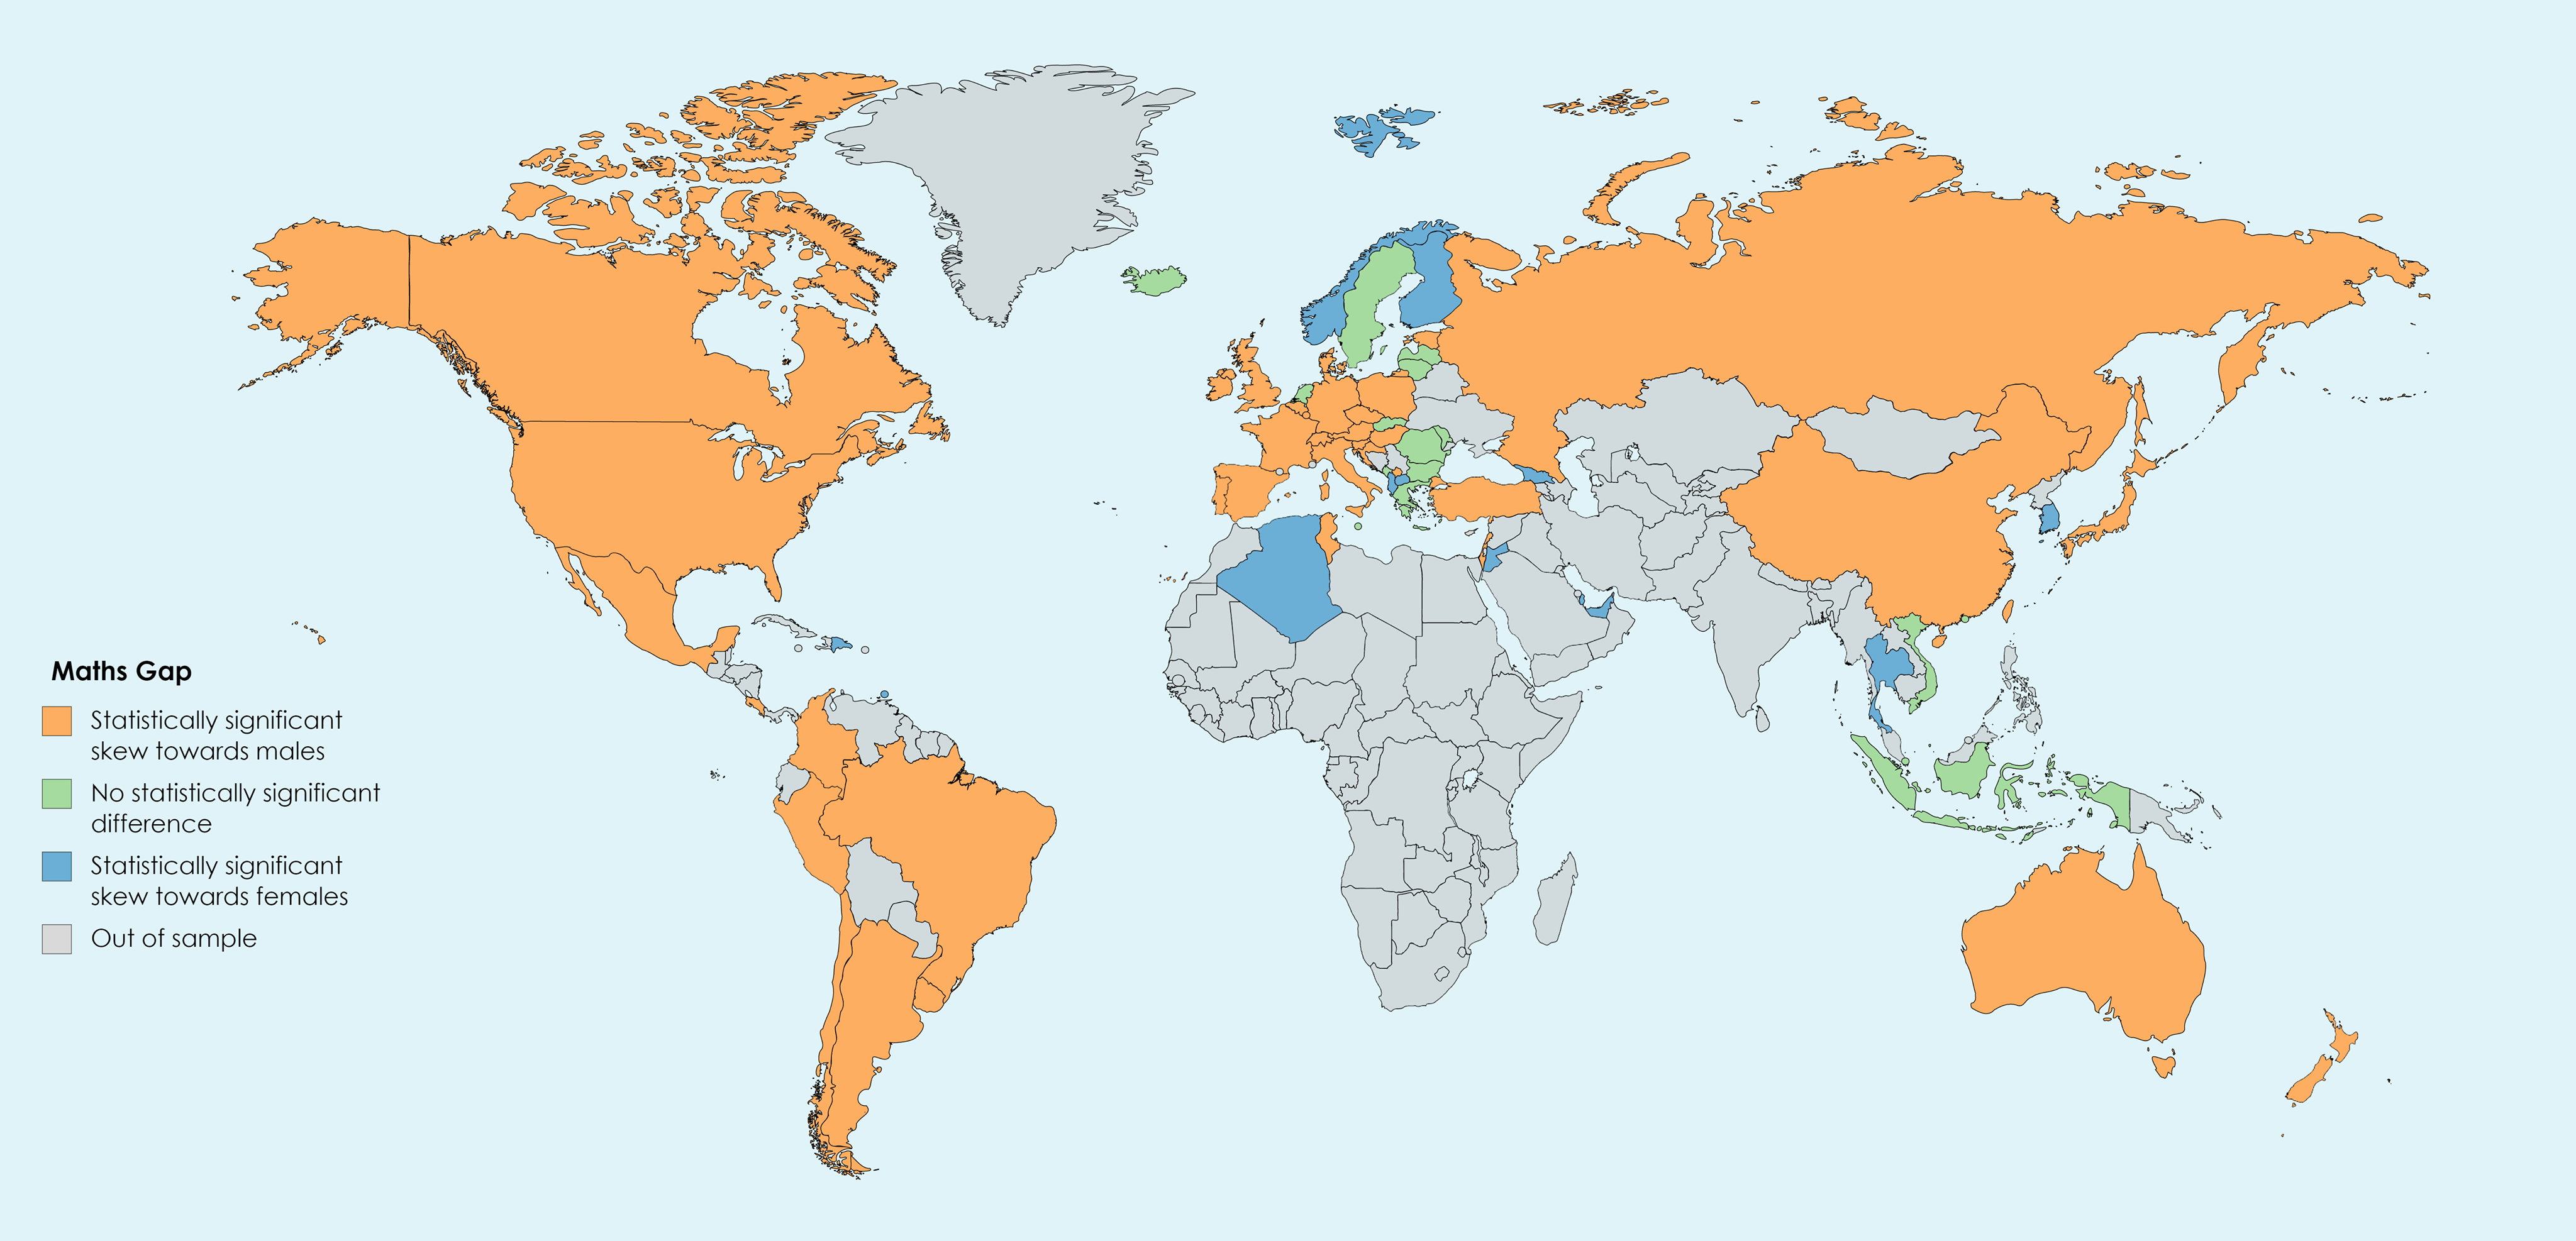 Maths Gap
Statistically significant
skew towards males
No statistically significant
difference
Statistically significant
skew towards females
Out of sample